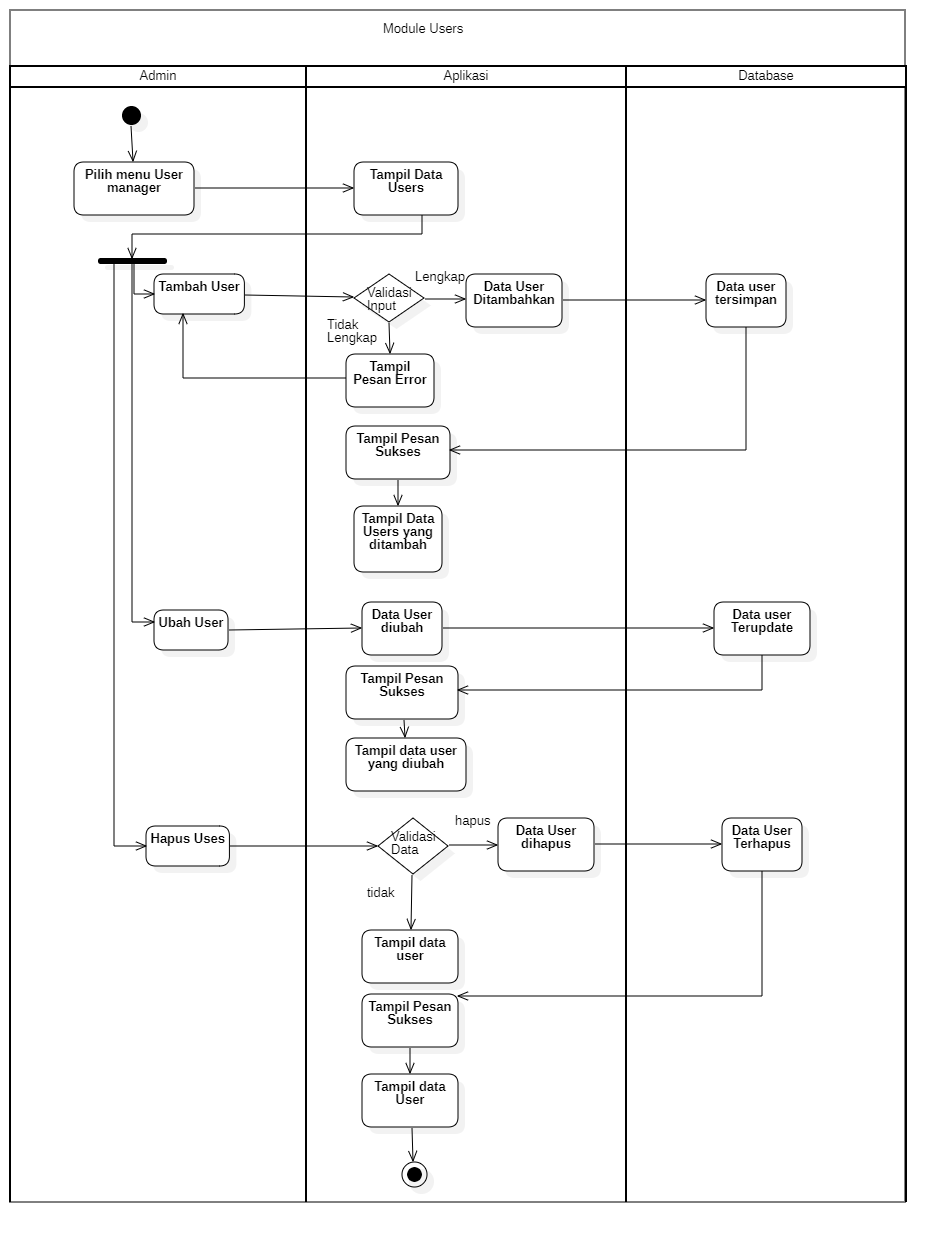 Module Users
Admin
Aplikasi
Database
Pilih menu User
manager
Tampil Data
Users
Tambah User
Validasi
Input
Lengkap
Data User
Ditambahkan
Data user
tersimpan
Tidak
Lengkap
Tampil
Pesan Error
Tampil Pesan
Sukses
Tampil Data
Users yang
ditambah
Ubah User
Data User
diubah
Data user
Terupdate
Tampil Pesan
Sukses
Tampil data user
yang diubah
Hapus Uses
Validasi
Data
hapus
Data User
dihapus
Data User
Terhapus
tidak
Tampil data
user
Tampil Pesan
Sukses
Tampil data
User